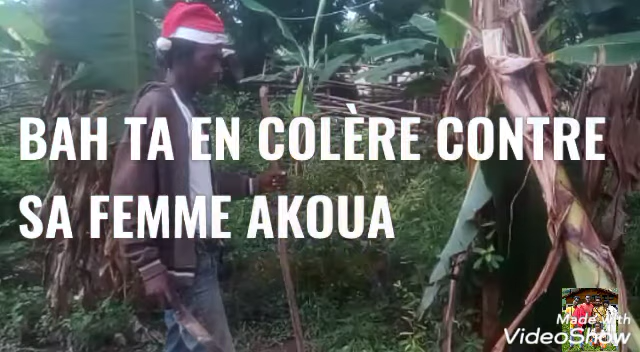 BAH TA EN COLÈRE CONTRE
SA FEMME AKOUA
Made with
VideoShow